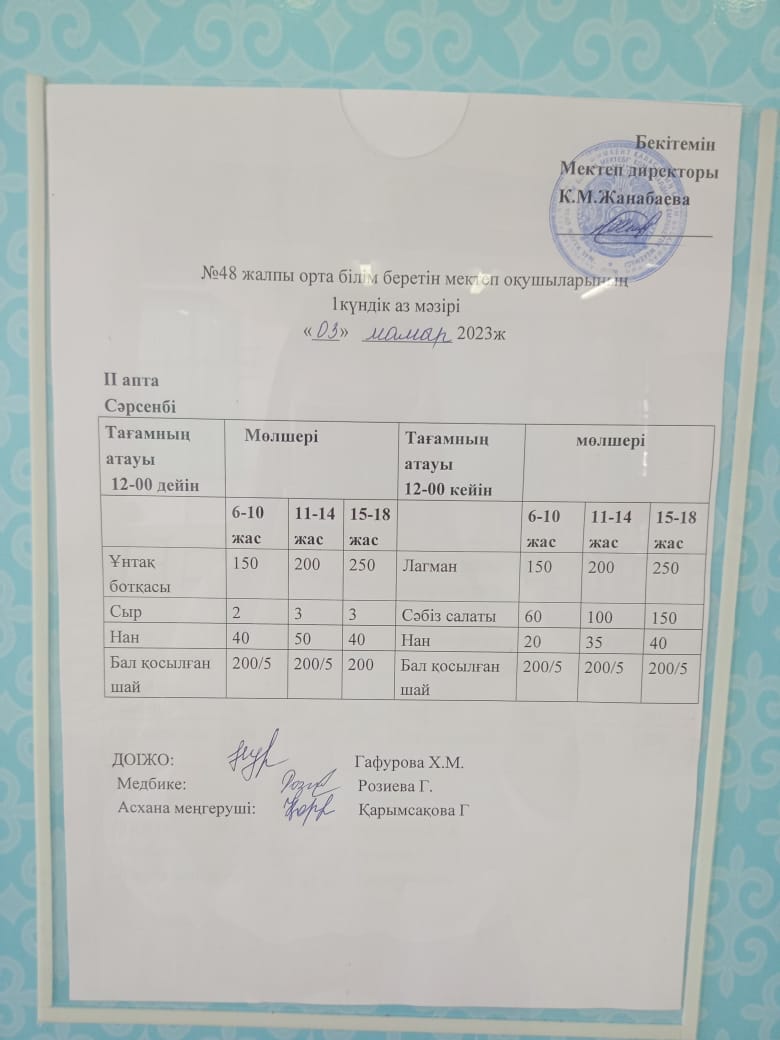 Бекітемін
Мектеп директоры
К.М.Жанабаева
№48 жалпы орта білім беретін мектеп оқушыларының
1күндік аз мәзірі
«03» мамыр 2023ж
II апта
Сәрсенбі
Тағамның атауы 12-00 дейін Мөлшері Тағамның атауы 12-00 кейін мөлшері
6-10 жас 11-14 жас 15-18 жас 6-10 жас 11-14 жас 15-18 жас
Ұнтақ ботқасы 150 200 250 Лагман 150 200 250
Сыр 2 3 3 Сәбіз салаты 60 100 150
Нан 40 50 40 Нан 20 35 40
Бал қосылған шай 200/5 200/5 200 Бал қосылған шай 200/5 200/5 200/5
ДОІЖО: Гафурова Х.М.
Медбике: Розиева Г.
Асхана меңгеруші: Қарымсақова Г